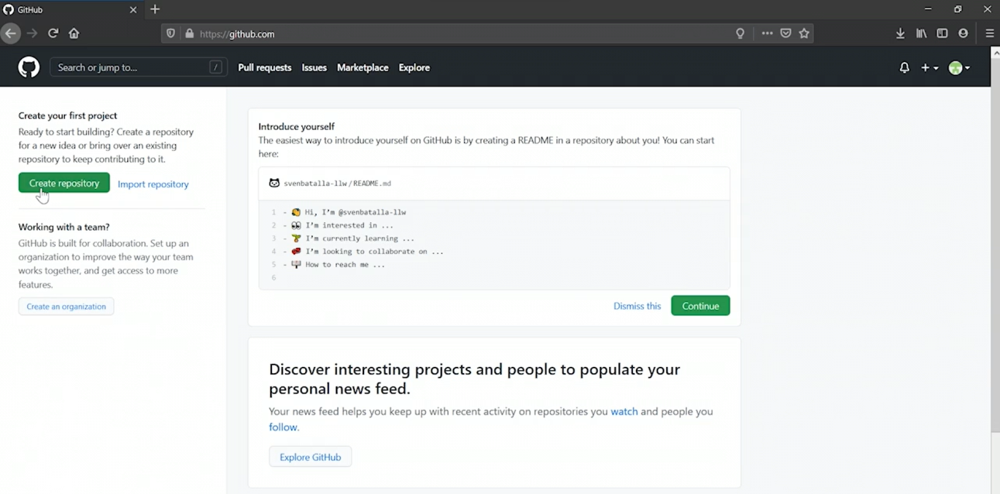 GitHub
https://github.com
Search or jump to... /
Pull requests Issues Marketplace Explore
Create your first project
Ready to start building? Create a repository
for a new idea or bring over an existing
repository to keep contributing to it.
Create repository Import repository
Working with a team?
GitHub is built for collaboration. Set up an
organization to improve the way your team
works together, and get access to more
features.
Create an organization
Introduce yourself
The easiest way to introduce yourself on GitHub is by creating a README in a repository about you! You can start
here:
svenbatalla-llw/README.md
1 - 👋 Hi, I'm @svenbatalla-llw
2 - 👀 I'm interested in ...
3 - 🌱 I'm currently learning ...
4 - 💞️ I'm looking to collaborate on ...
5 - 📫 How to reach me ...
6
Dismiss this Continue
Discover interesting projects and people to populate your
personal news feed.
Your news feed helps you keep up with recent activity on repositories you watch and people you
follow.
Explore GitHub